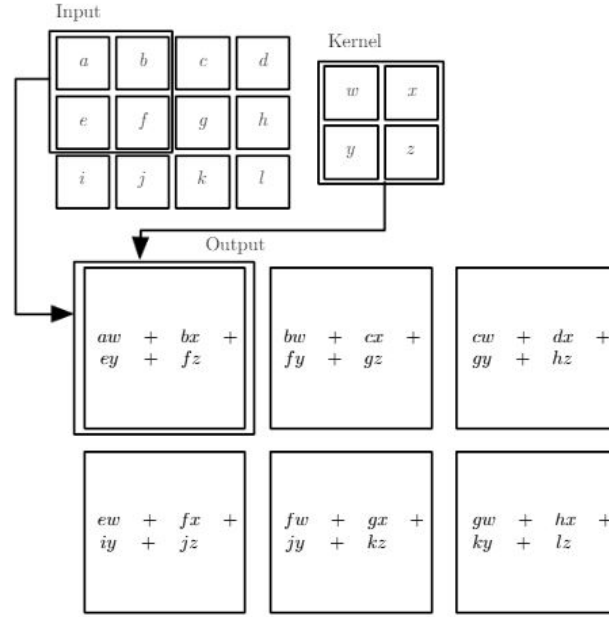 Input
a b c d
Kernel
w x
e f g h
y z
i j k l
Output
aw + bx +
ey + fz
bw + cx +
fy + gz
cw + dx +
gy + hz
ew + fx +
iy + jz
fw + gx +
jy + kz
gw + hx +
ky + lz